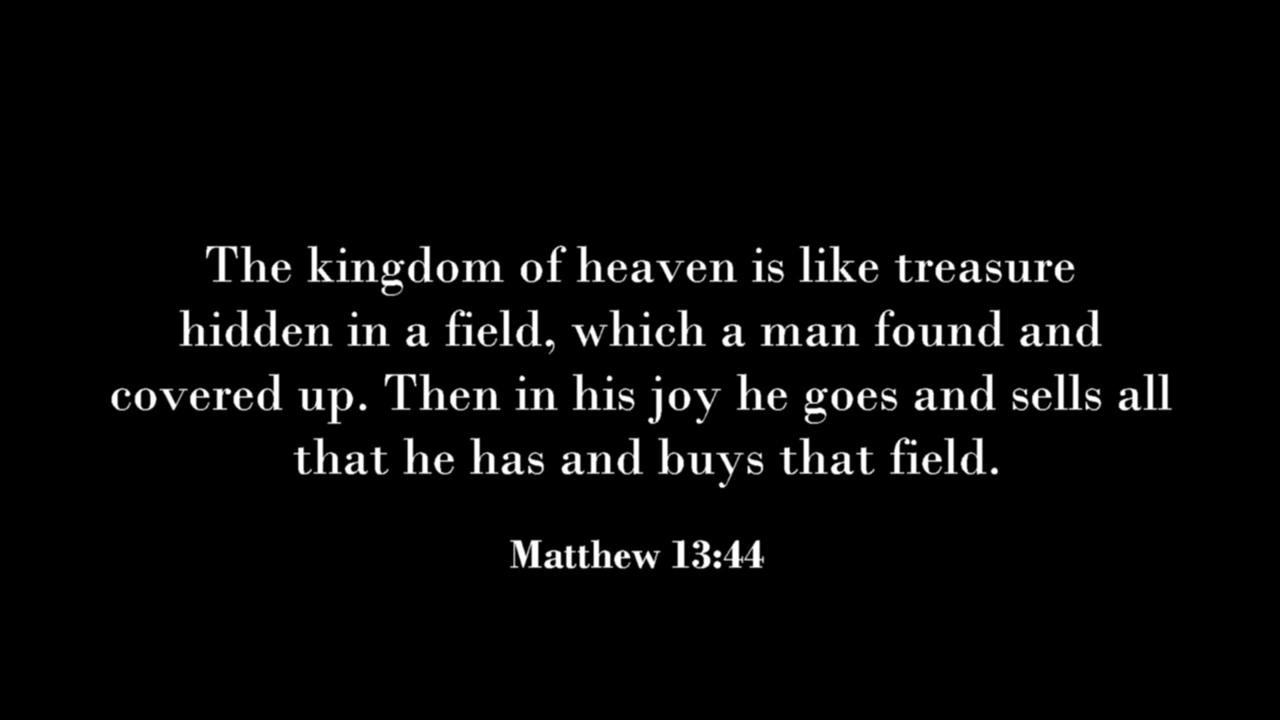 The kingdom of heaven is like treasure
hidden in a field, which a man found and
covered up. Then in his joy he goes and sells all
that he has and buys that field.
Matthew 13:44